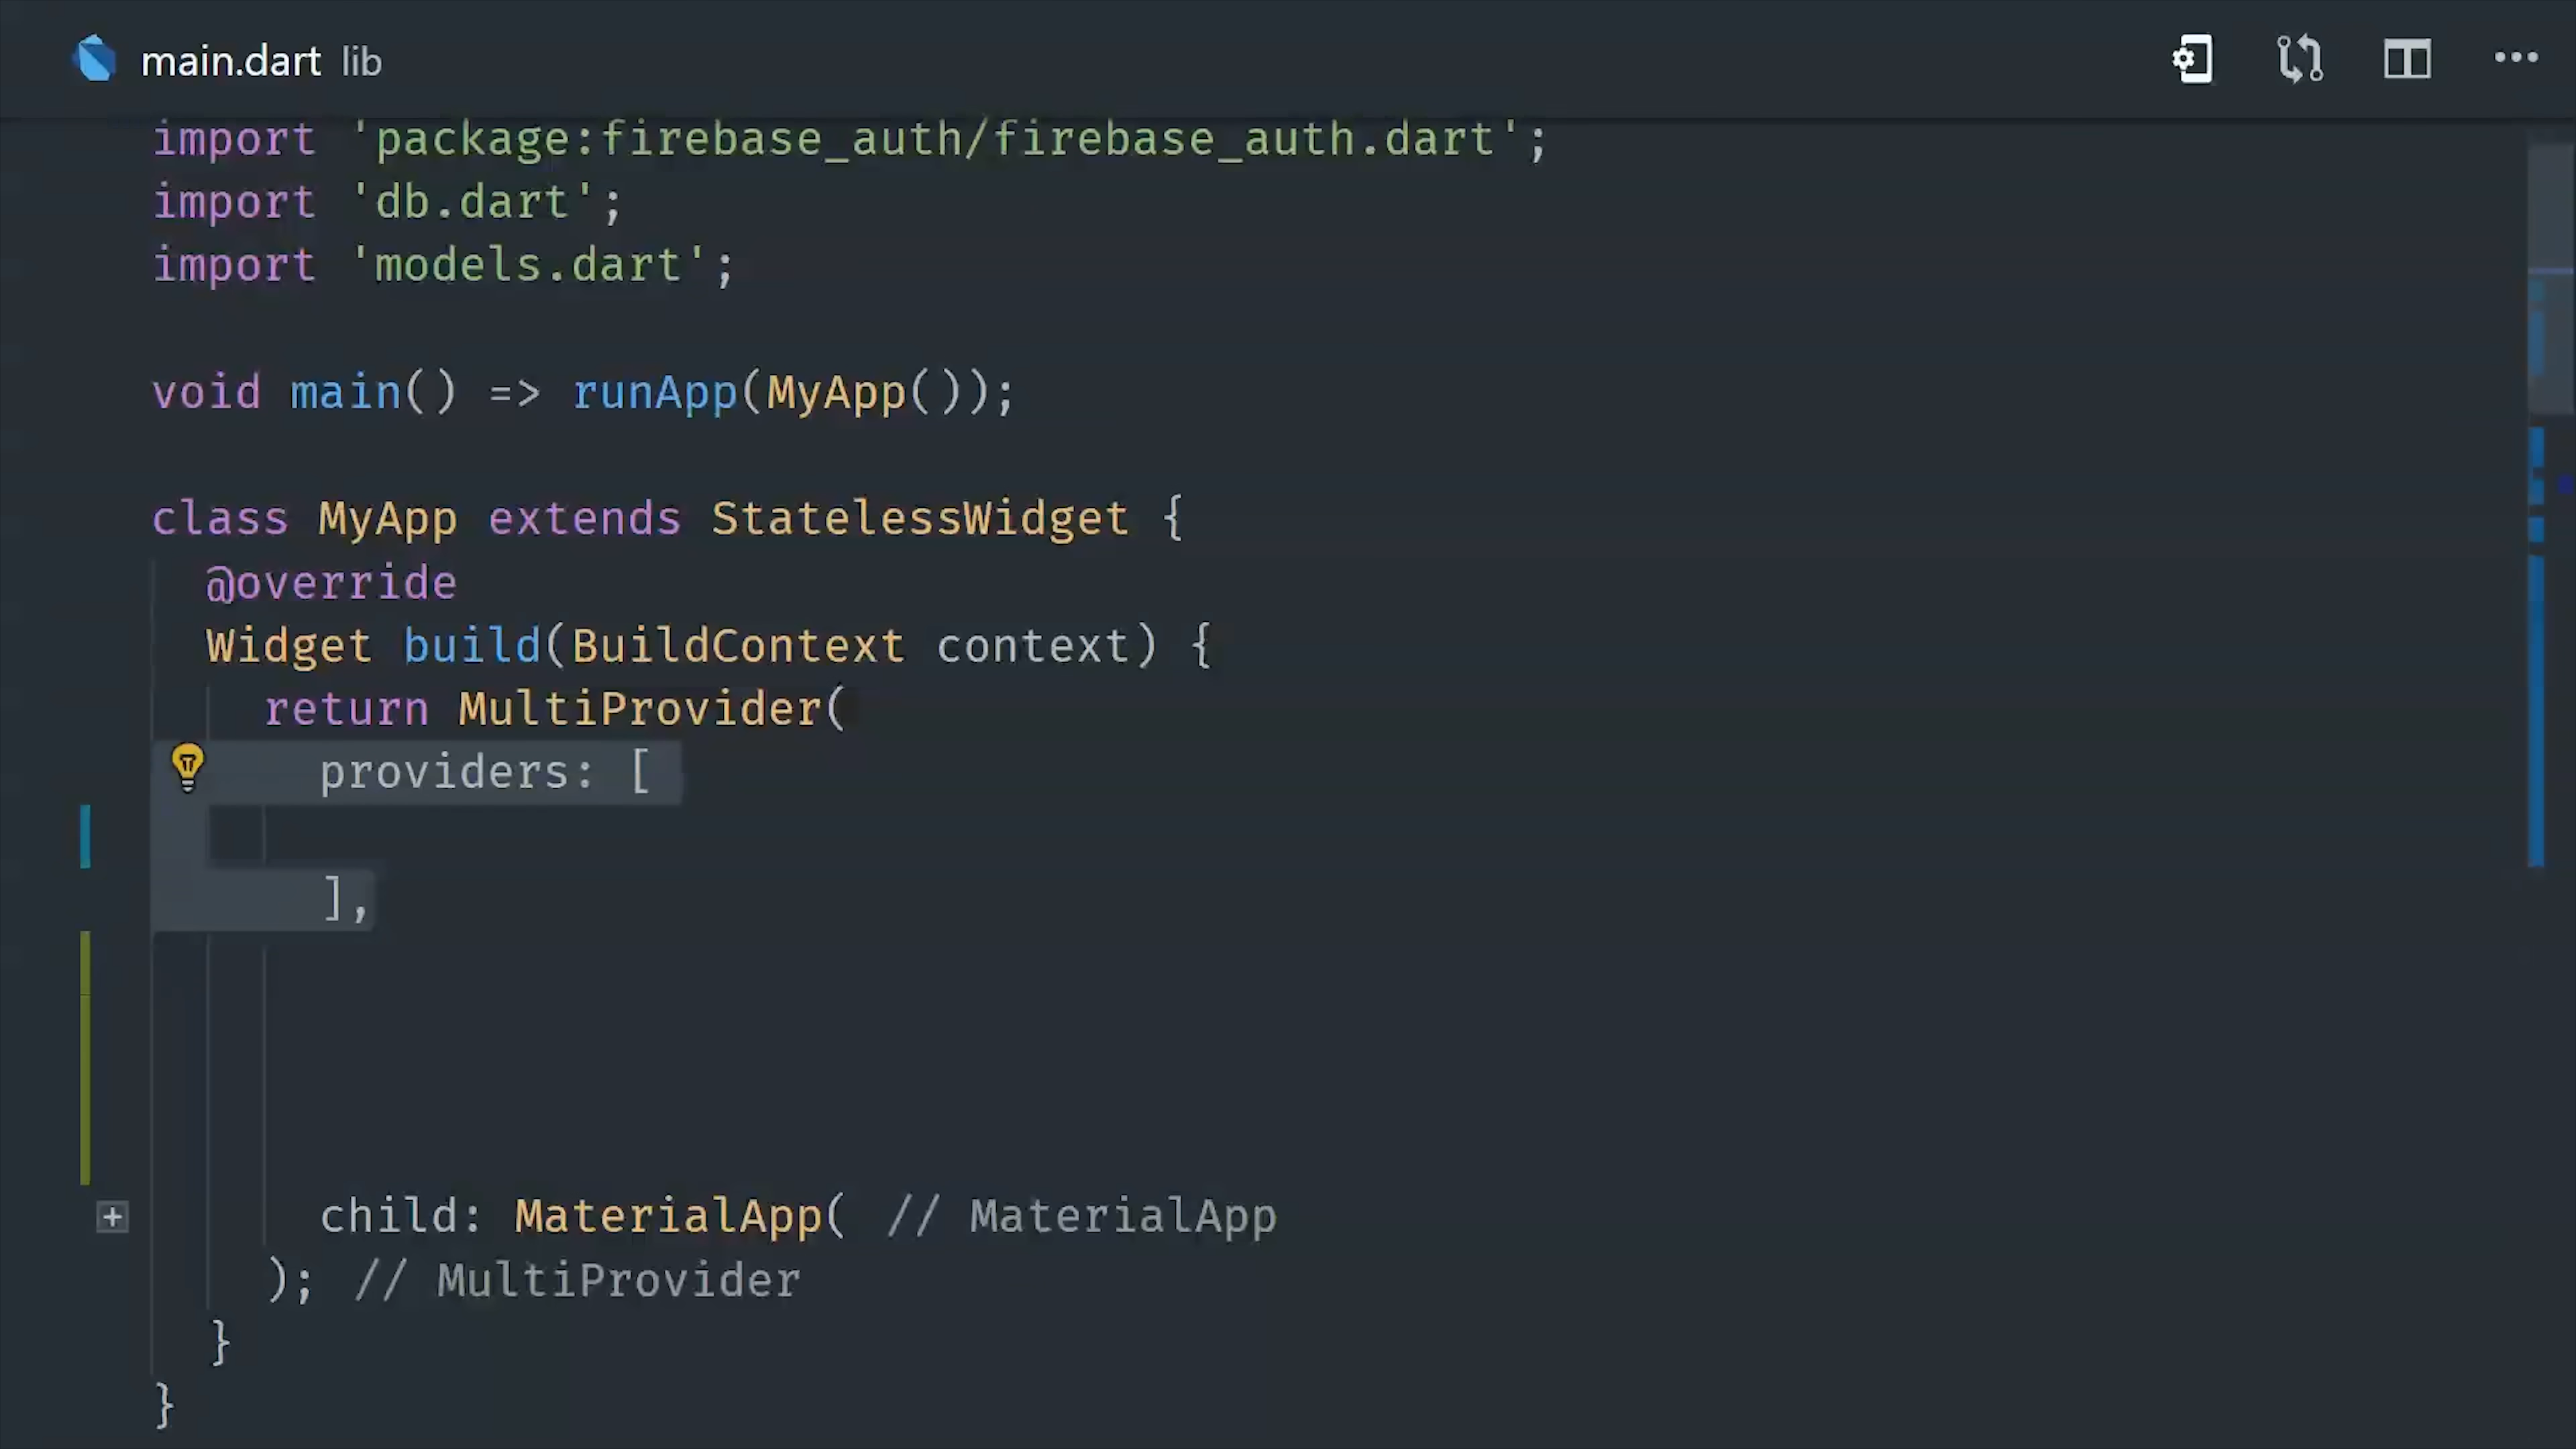 main.dart lib
import 'package:firebase_auth/firebase_auth.dart';
import 'db.dart';
import 'models.dart';
void main() => runApp(MyApp());
class MyApp extends StatelessWidget {
@override
Widget build(BuildContext context) {
return MultiProvider(
providers: [
],
child: MaterialApp( // MaterialApp
); // MultiProvider
}
}